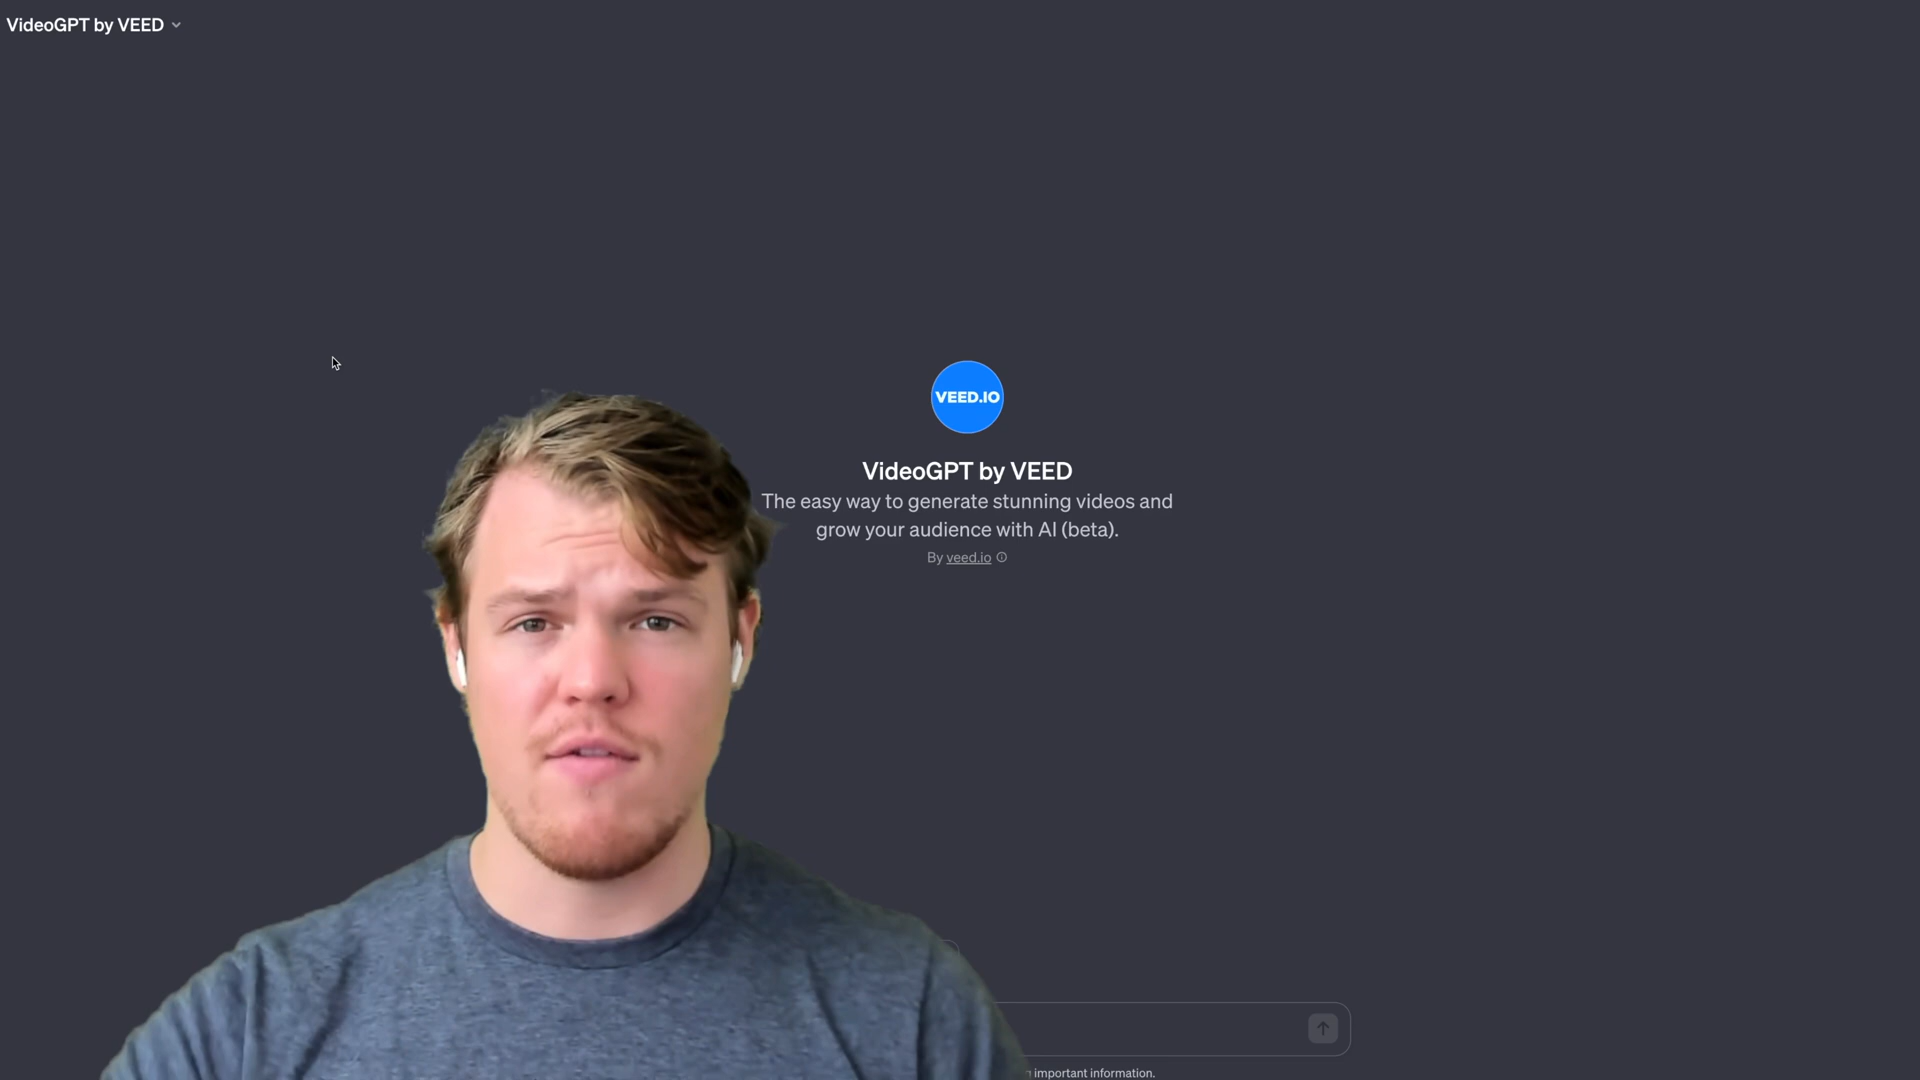 VideoGPT by VEED
VEED.IO
VideoGPT by VEED
The easy way to generate stunning videos and
grow your audience with AI (beta).
By veed.io
important information.